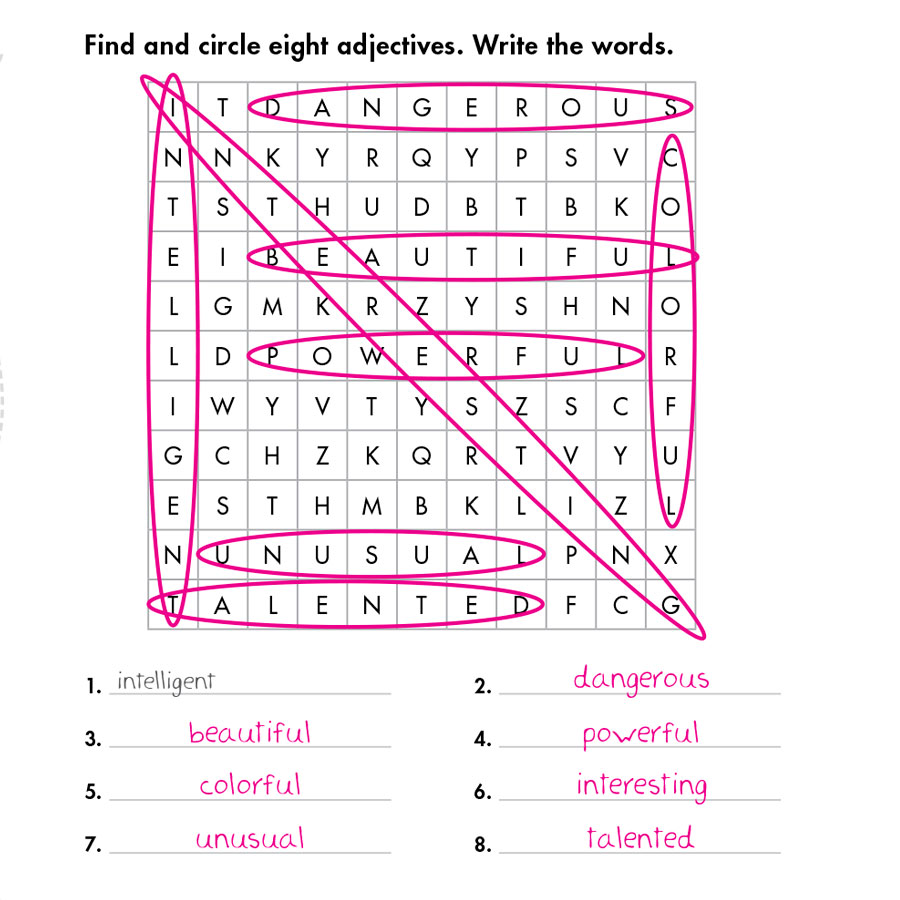 Find and circle eight adjectives. Write the words.
I T D A N G E R O U S
N N K Y R Q Y P S V C
T S T H U D B T B K O
E I B E A U T I F U L
L G M K R Z Y S H N O
L D P O W E R F U L R
I W Y V T Y S Z S C F
G C H Z K Q R T V Y U
E S T H M B K L I Z L
N U N U S U A L P N X
T A L E N T E D F C G
1. intelligent 2. dangerous
3. beautiful 4. powerful
5. colorful 6. interesting
7. unusual 8. talented